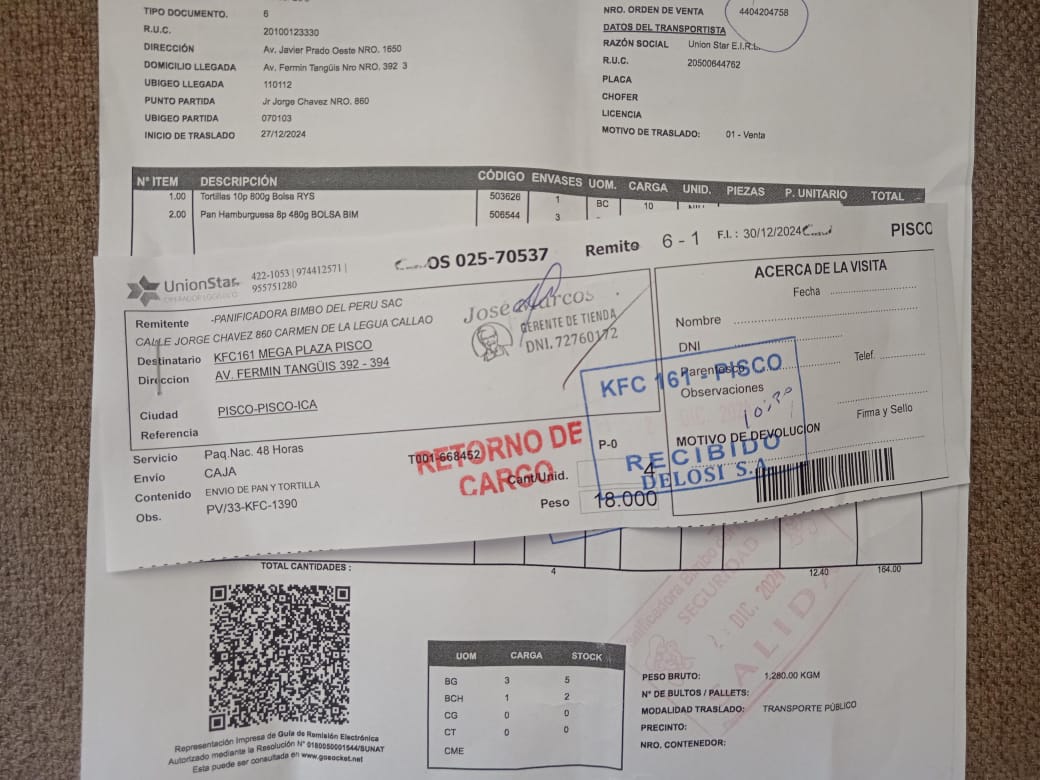 TIPO DOCUMENTO. 6
R.U.C. 20100123330
DIRECCIÓN Av. Javier Prado Oeste NRO. 1650
DOMICILIO LLEGADA Av. Fermin Tangüis Nro NRO. 392 3
UBIGEO LLEGADA 110112
PUNTO PARTIDA Jr Jorge Chavez NRO. 860
UBIGEO PARTIDA 070103
INICIO DE TRASLADO 27/12/2024
NRO. ORDEN DE VENTA 4404204758
DATOS DEL TRANSPORTISTA
RAZÓN SOCIAL Union Star E.I.R.L.
R.U.C. 20500644762
PLACA
CHOFER
LICENCIA
MOTIVO DE TRASLADO: 01 - Venta
N° ITEM DESCRIPCIÓN CÓDIGO ENVASES UOM. CARGA UNID. PIEZAS P. UNITARIO TOTAL
1.00 Tortillas 10p 800g Bolsa RYS 503626 1 BC 10
2.00 Pan Hamburguesa 8p 480g BOLSA BIM 506544 3
UnionStar 422-1053 | 974412571 |
OPERADOR LOGISTICO 955751280
OS 025-70537 Remito 6 - 1 F.I.: 30/12/2024 PISCO
Remitente -PANIFICADORA BIMBO DEL PERU SAC
CALLE JORGE CHAVEZ 860 CARMEN DE LA LEGUA CALLAO
Destinatario KFC161 MEGA PLAZA PISCO
Direccion AV. FERMIN TANGÜIS 392 - 394
Ciudad PISCO-PISCO-ICA
Referencia
José Marcos
GERENTE DE TIENDA
DNI. 72760172
Servicio Paq.Nac. 48 Horas
Envio CAJA
Contenido ENVIO DE PAN Y TORTILLA
Obs. PV/33-KFC-1390
T001-668452
RETORNO DE
CARGO
P-0
Cant/Unid. 4
Peso 18.000
ACERCA DE LA VISITA
Fecha
Nombre
DNI
Parentesco Telef.
Observaciones
Firma y Sello
MOTIVO DE DEVOLUCION
KFC 161 - PISCO
DIC. 202
10:30
RECIBIDO
DELOSI S.A.
TOTAL CANTIDADES : 4 12.40 164.00
UOM CARGA STOCK
BG 3 5
BCH 1 2
CG 0 0
CT 0 0
CME
Bimbo
SEGURIDAD
DIC. 2024
SALIDA
PESO BRUTO: 1,280.00 KGM
N° DE BULTOS / PALLETS:
MODALIDAD TRASLADO: TRANSPORTE PÚBLICO
PRECINTO:
NRO. CONTENEDOR:
Representación Impresa de Guía de Remisión Electrónica
Autorizado mediante la Resolución N° 0180050001544/SUNAT
Esta puede ser consultada en www.gosocket.net